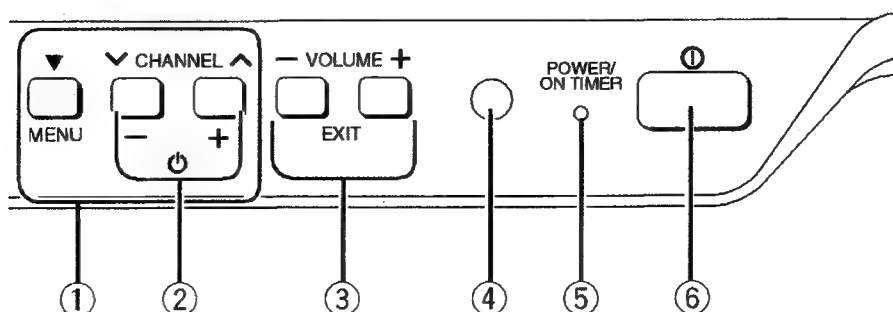 ▼ ∨ CHANNEL ∧ − VOLUME + POWER/
ON TIMER
MENU − + EXIT
① ② ③ ④ ⑤ ⑥